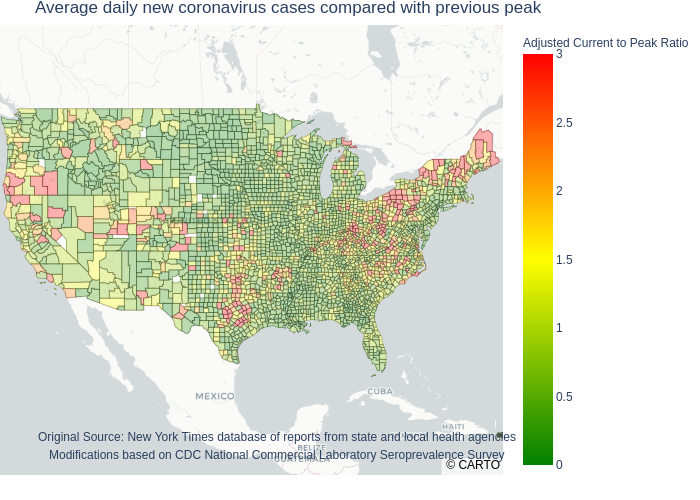 Average daily new coronavirus cases compared with previous peak
Adjusted Current to Peak Ratio
3
2.5
2
1.5
1
0.5
0
MEXICO
CUBA
HAITI
Original Source: New York Times database of reports from state and local health agencies
BELIZE
Modifications based on CDC National Commercial Laboratory Seroprevalence Survey
GUATEMALA
© CARTO